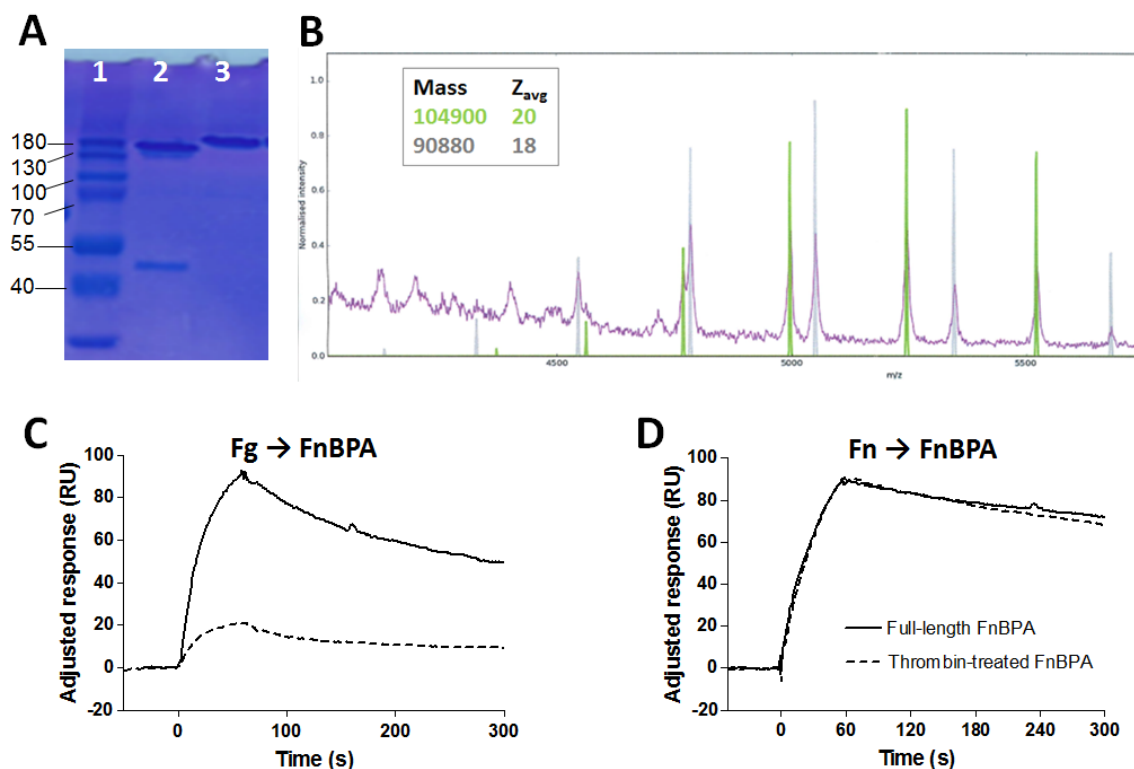 A
1 2 3
180
130
100
70
55
40
B
Mass Zavg
104900 20
90880 18
Normalised intensity
1.0
0.8
0.6
0.4
0.2
0.0
4500 5000 5500
m/z
C
Fg → FnBPA
Adjusted response (RU)
100
80
60
40
20
0
-20
0 100 200 300
Time (s)
D
Fn → FnBPA
Adjusted response (RU)
100
80
60
40
20
0
-20
Full-length FnBPA
Thrombin-treated FnBPA
0 60 120 180 240 300
Time (s)